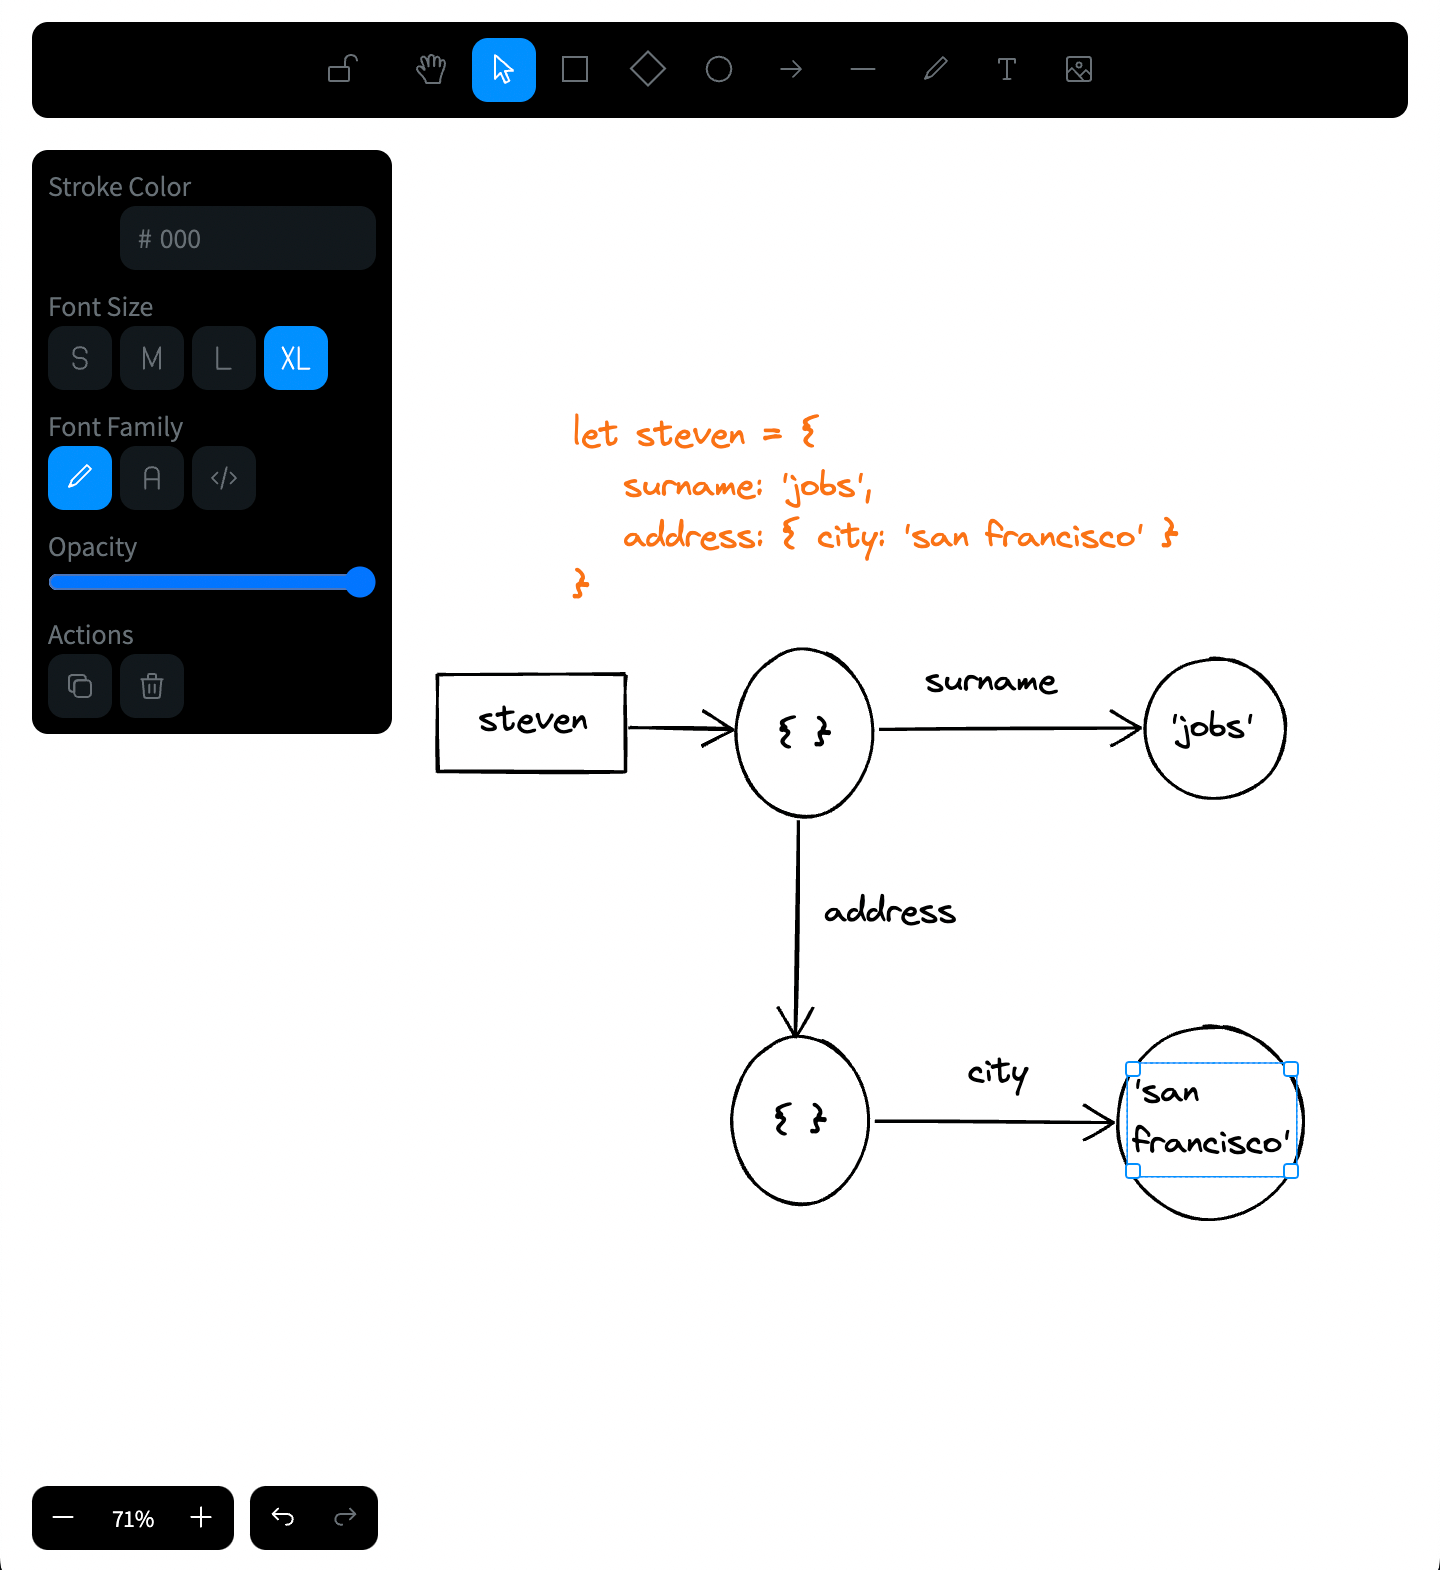 T
Stroke Color
# 000
Font Size
S M L XL
Font Family
A </>
Opacity
Actions
let steven = {
surname: 'jobs',
address: { city: 'san francisco' }
}
steven
{ }
surname
'jobs'
address
{ }
city
'san
francisco'
71%